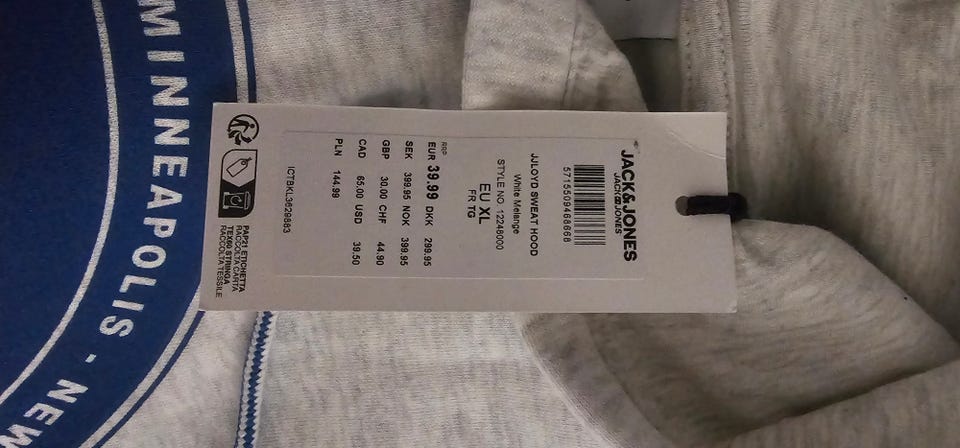 JACK&JONES
JACK&JONES
5715509468668
JJLOYD SWEAT HOOD
White Melange
STYLE NO. 12248000
EU XL
FR TG
RRP
EUR 39.99 DKK 299.95
SEK 399.95 NOK 399.95
GBP 30.00 CHF 44.90
CAD 65.00 USD 39.50
PLN 144.99
ICTBKL3629883
PAP21 ETICHETTA
RACCOLTA CARTA
TEX60 STRINGA
RACCOLTA TESSILE
MINNEAPOLIS - NEW